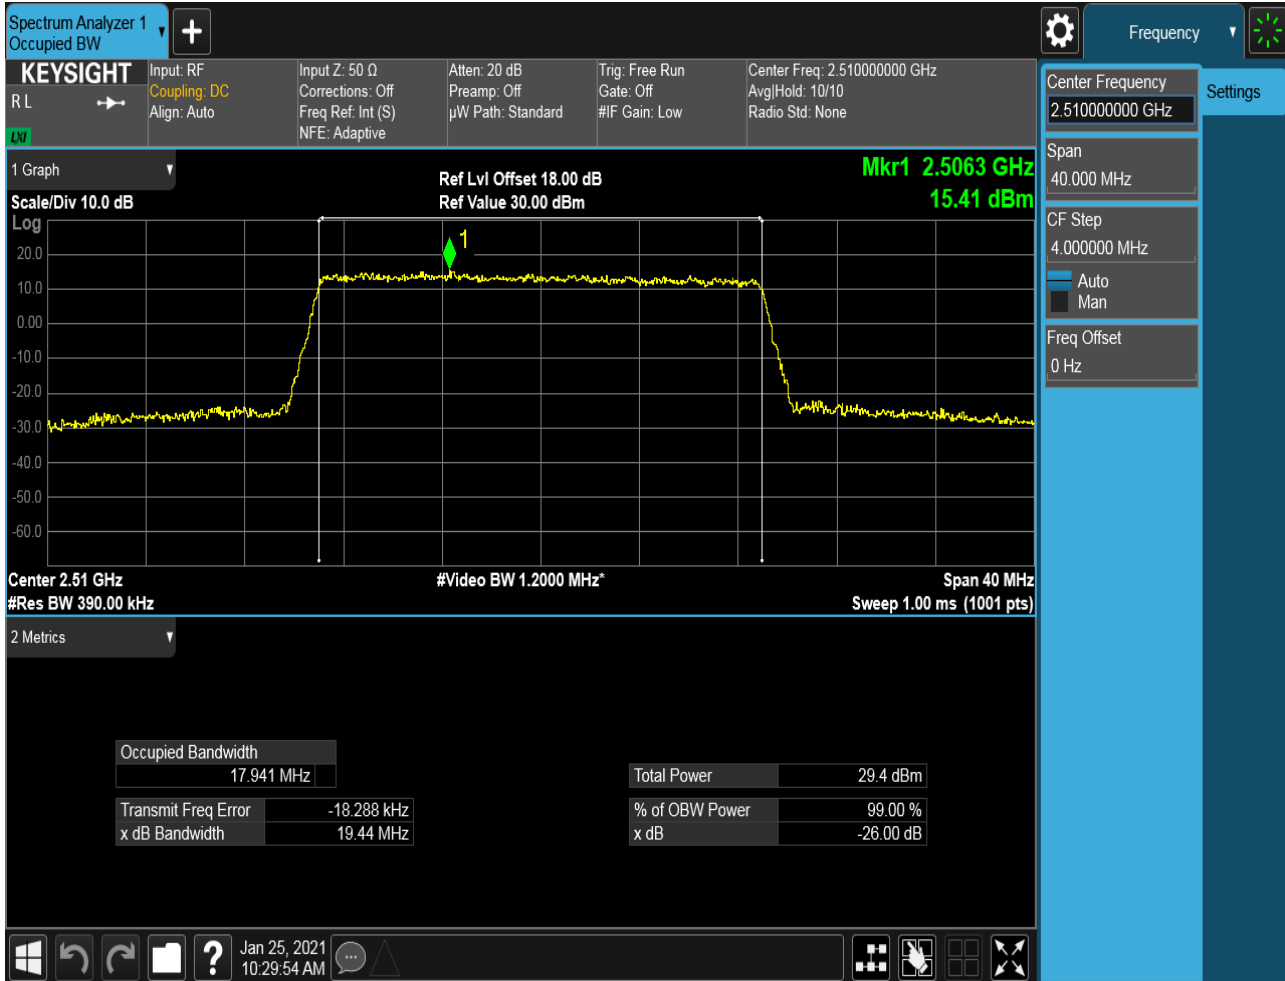 Spectrum Analyzer 1
Occupied BW
+
Frequency
KEYSIGHT
R L
LXI
Input: RF
Coupling: DC
Align: Auto
Input Z: 50 Ω
Corrections: Off
Freq Ref: Int (S)
NFE: Adaptive
Atten: 20 dB
Preamp: Off
µW Path: Standard
Trig: Free Run
Gate: Off
#IF Gain: Low
Center Freq: 2.510000000 GHz
Avg|Hold: 10/10
Radio Std: None
Center Frequency
2.510000000 GHz
Settings
Span
40.000 MHz
CF Step
4.000000 MHz
Auto
Man
Freq Offset
0 Hz
1 Graph
Ref Lvl Offset 18.00 dB
Mkr1 2.5063 GHz
Scale/Div 10.0 dB
Ref Value 30.00 dBm
15.41 dBm
Log
1
20.0
10.0
0.00
-10.0
-20.0
-30.0
-40.0
-50.0
-60.0
Center 2.51 GHz
#Video BW 1.2000 MHz*
Span 40 MHz
#Res BW 390.00 kHz
Sweep 1.00 ms (1001 pts)
2 Metrics
Occupied Bandwidth
17.941 MHz
Total Power 29.4 dBm
Transmit Freq Error -18.288 kHz
% of OBW Power 99.00 %
x dB Bandwidth 19.44 MHz
x dB -26.00 dB
?
Jan 25, 2021
10:29:54 AM